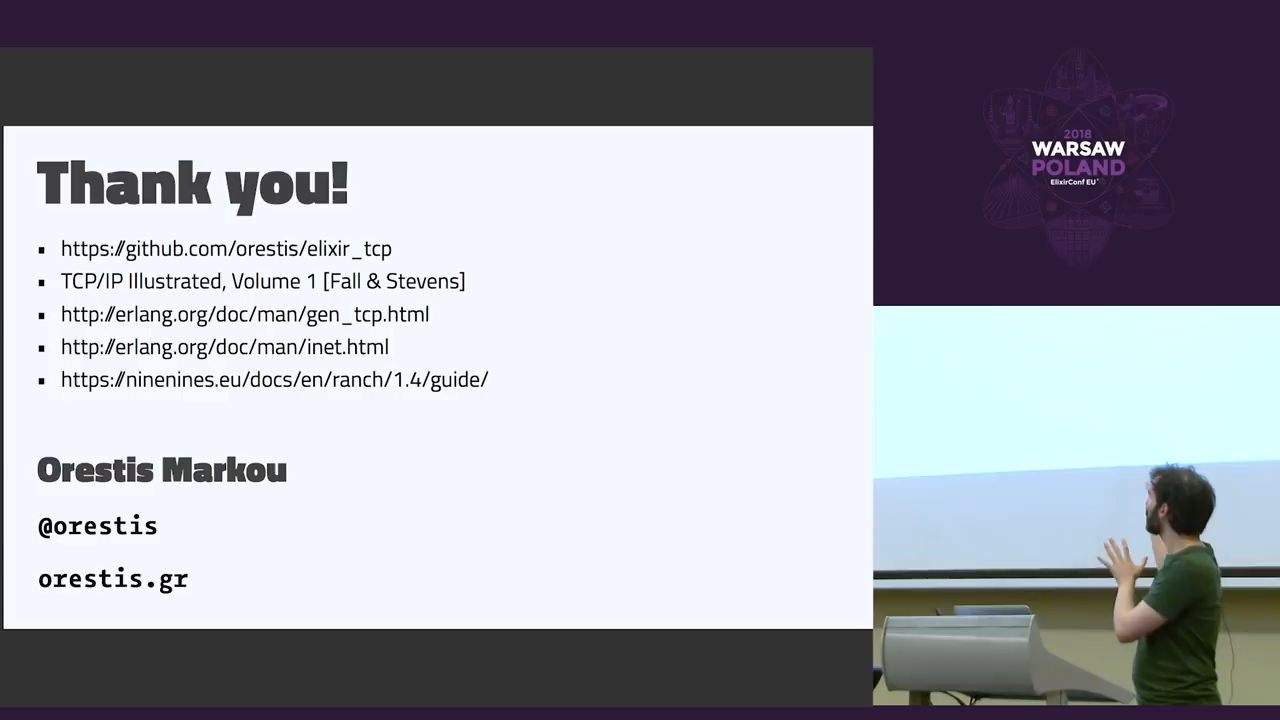 Thank you!
https://github.com/orestis/elixir_tcp
TCP/IP Illustrated, Volume 1 [Fall & Stevens]
http://erlang.org/doc/man/gen_tcp.html
http://erlang.org/doc/man/inet.html
https://ninenines.eu/docs/en/ranch/1.4/guide/
Orestis Markou
@orestis
orestis.gr
2018
WARSAW
POLAND
ElixirConf EU